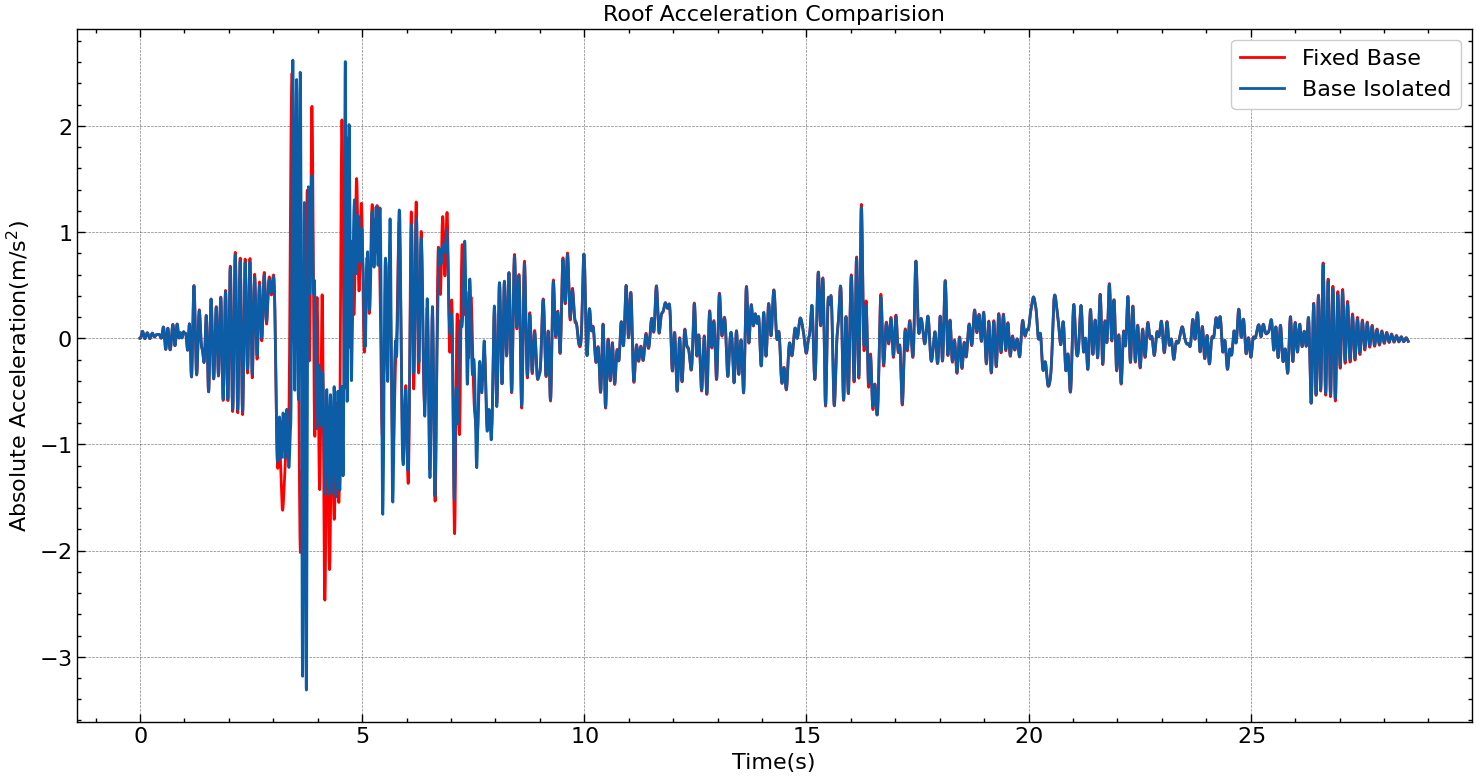 Roof Acceleration Comparision
Fixed Base
Base Isolated
Absolute Acceleration(m/s²)
2
1
0
−1
−2
−3
0 5 10 15 20 25
Time(s)